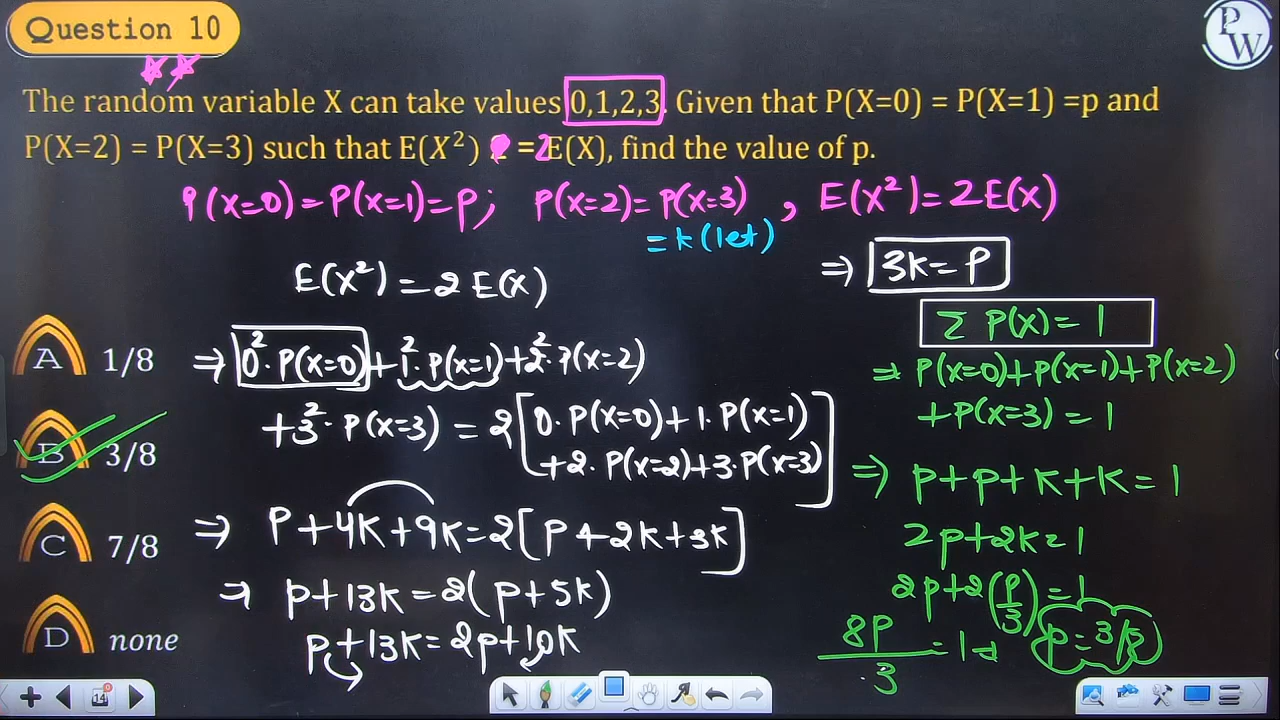 Question 10
PW
The random variable X can take values 0,1,2,3. Given that P(X=0) = P(X=1) =p and
P(X=2) = P(X=3) such that E(X²) = 2E(X), find the value of p.
P(x=0) = P(x=1) = p; P(x=2) = P(x=3) , E(x²) = 2E(x)
= k (let)
E(x²) = 2 E(x)
⇒ 0². P(x=0) + 1². P(x=1) + 2². P(x=2)
+ 3². P(x=3) = 2[0. P(x=0) + 1. P(x=1)
+2. P(x=2)+3.P(x=3)]
⇒ P+4K+9K=2[P+2K+3K]
⇒ p+13K=2(p+5K)
p+13K=2p+10K
⇒ 3K=P
Σ P(x) = 1
⇒ P(x=0)+P(x=1)+P(x=2)
+P(x=3) = 1
⇒ p+p+K+K=1
2p+2K=1
2p+2(p/3)=1
8P/3 = 1 ⇒ p=3/8
A 1/8
B 3/8
C 7/8
D none
14